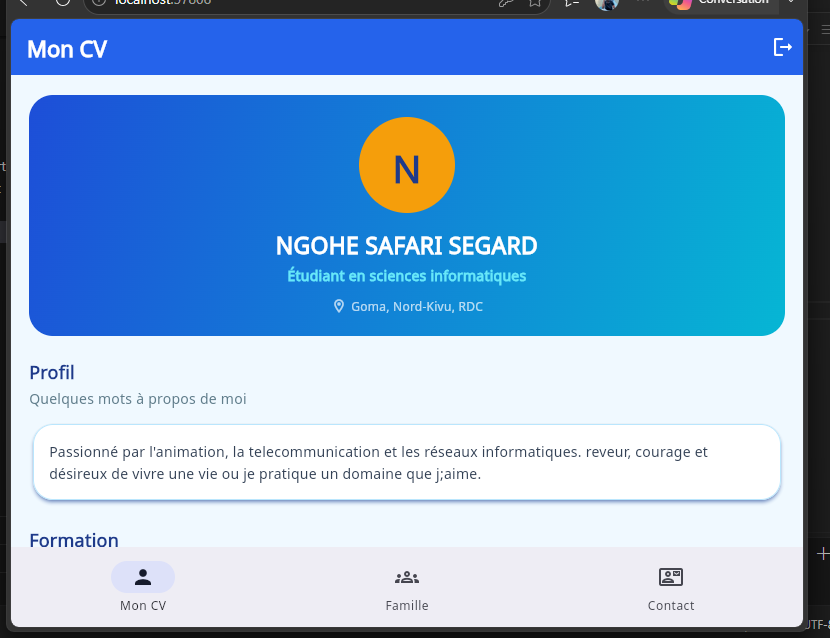 Conversation
Mon CV
N
NGOHE SAFARI SEGARD
Étudiant en sciences informatiques
Goma, Nord-Kivu, RDC
Profil
Quelques mots à propos de moi
Passionné par l'animation, la telecommunication et les réseaux informatiques. reveur, courage et
désireux de vivre une vie ou je pratique un domaine que j;aime.
Formation
Mon CV
Famille
Contact